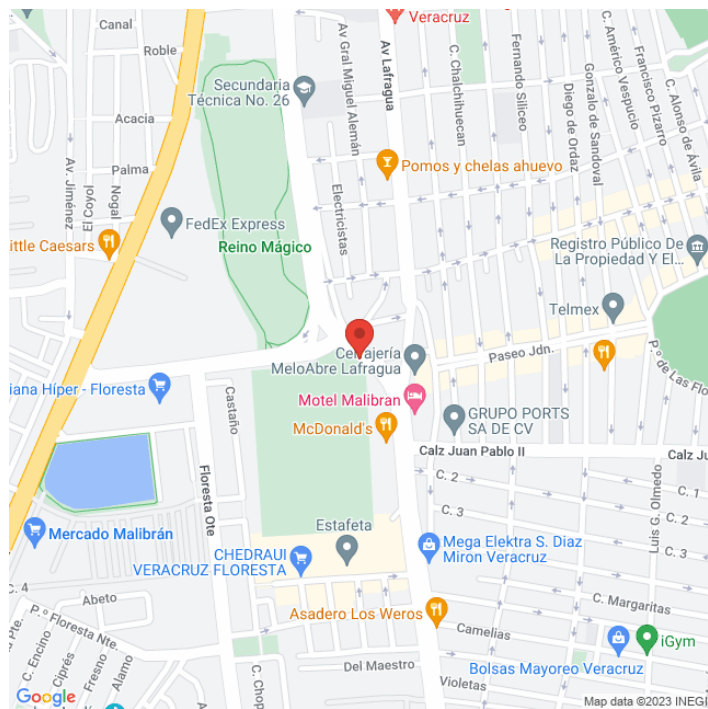 Canal
Roble
Acacia
Palma
Av. Jiménez
El Coyol
Nogal
ittle Caesars
FedEx Express
Reino Mágico
Secundaria
Técnica No. 26
Veracruz
Av Gral Miguel Alemán
Av Lafragua
C. Chalchihuecan
Fernando Siliceo
Diego de Ordaz
Gonzalo de Sandoval
C. Américo Vespucio
Francisco Pizarro
C. Alonso de Ávila
Pomos y chelas ahuevo
Electricistas
Registro Público De
La Propiedad Y El...
Telmex
Paseo Jdn.
P.º de Las Flo
Cerrajería
MeloAbre Lafragua
Motel Malibran
McDonald's
GRUPO PORTS
SA DE CV
Calz Juan Pablo II
Calz Ju
iana Híper - Floresta
Castaño
Floresta Ote
C. 2
C. 1
C. 3
C. 3
Luis G. Olmedo
Mercado Malibrán
Estafeta
CHEDRAUI
VERACRUZ FLORESTA
Mega Elektra S. Diaz
Miron Veracruz
C. 4
Abeto
P.º Floresta Nte.
Pte.
C. Encino
Ciprés
Fresno
Alamo
C. Chop
Asadero Los Weros
C. Margaritas
Camelias
iGym
Bolsas Mayoreo Veracruz
Del Maestro
Violetas
Google
Map data ©2023 INEGI